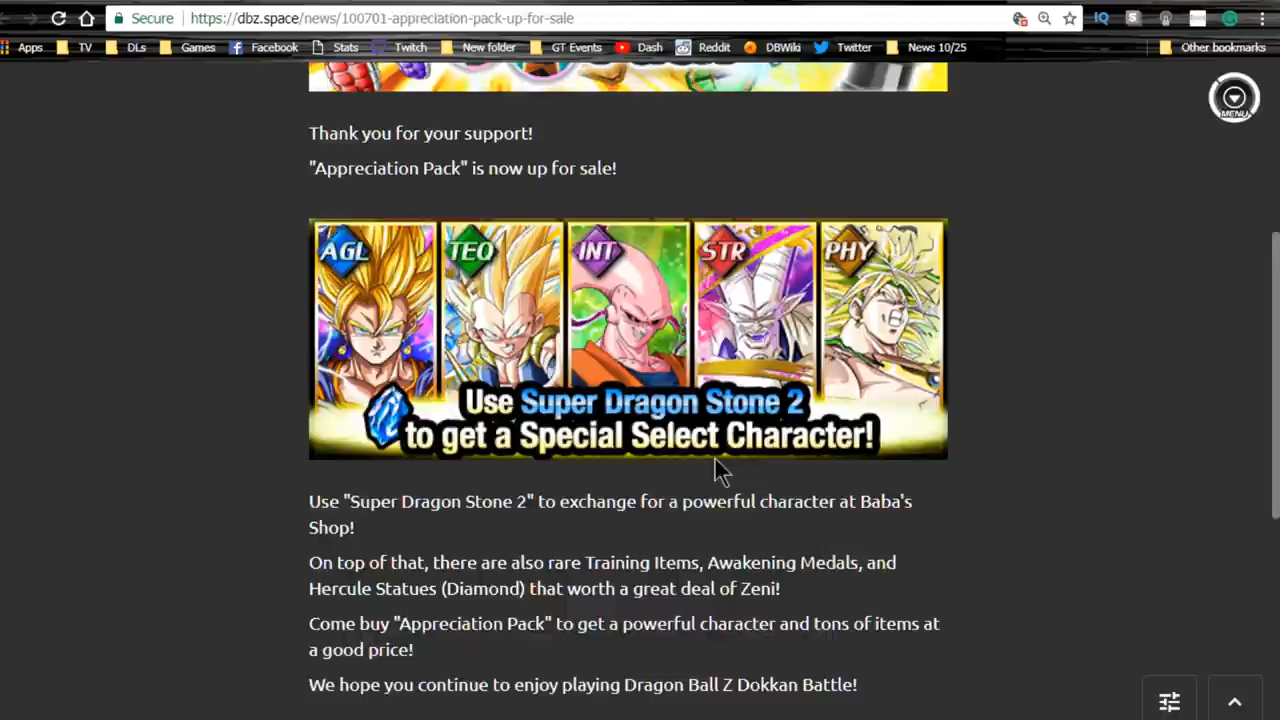 Secure https://dbz.space/news/100701-appreciation-pack-up-for-sale
Apps TV DLs Games Facebook Stats Twitch New folder GT Events Dash Reddit DBWiki Twitter News 10/25 Other bookmarks
MENU
Thank you for your support!
"Appreciation Pack" is now up for sale!
AGL TEQ INT STR PHY
Use Super Dragon Stone 2
to get a Special Select Character!
Use "Super Dragon Stone 2" to exchange for a powerful character at Baba's
Shop!
On top of that, there are also rare Training Items, Awakening Medals, and
Hercule Statues (Diamond) that worth a great deal of Zeni!
Come buy "Appreciation Pack" to get a powerful character and tons of items at
a good price!
We hope you continue to enjoy playing Dragon Ball Z Dokkan Battle!